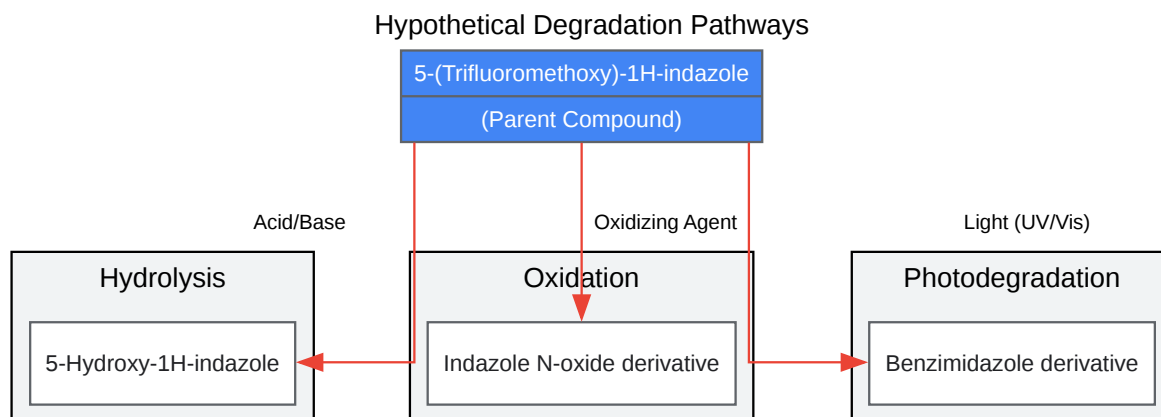 Hypothetical Degradation Pathways
5-(Trifluoromethoxy)-1H-indazole
(Parent Compound)
Acid/Base
Oxidizing Agent
Light (UV/Vis)
Hydrolysis
Oxidation
Photodegradation
5-Hydroxy-1H-indazole
Indazole N-oxide derivative
Benzimidazole derivative